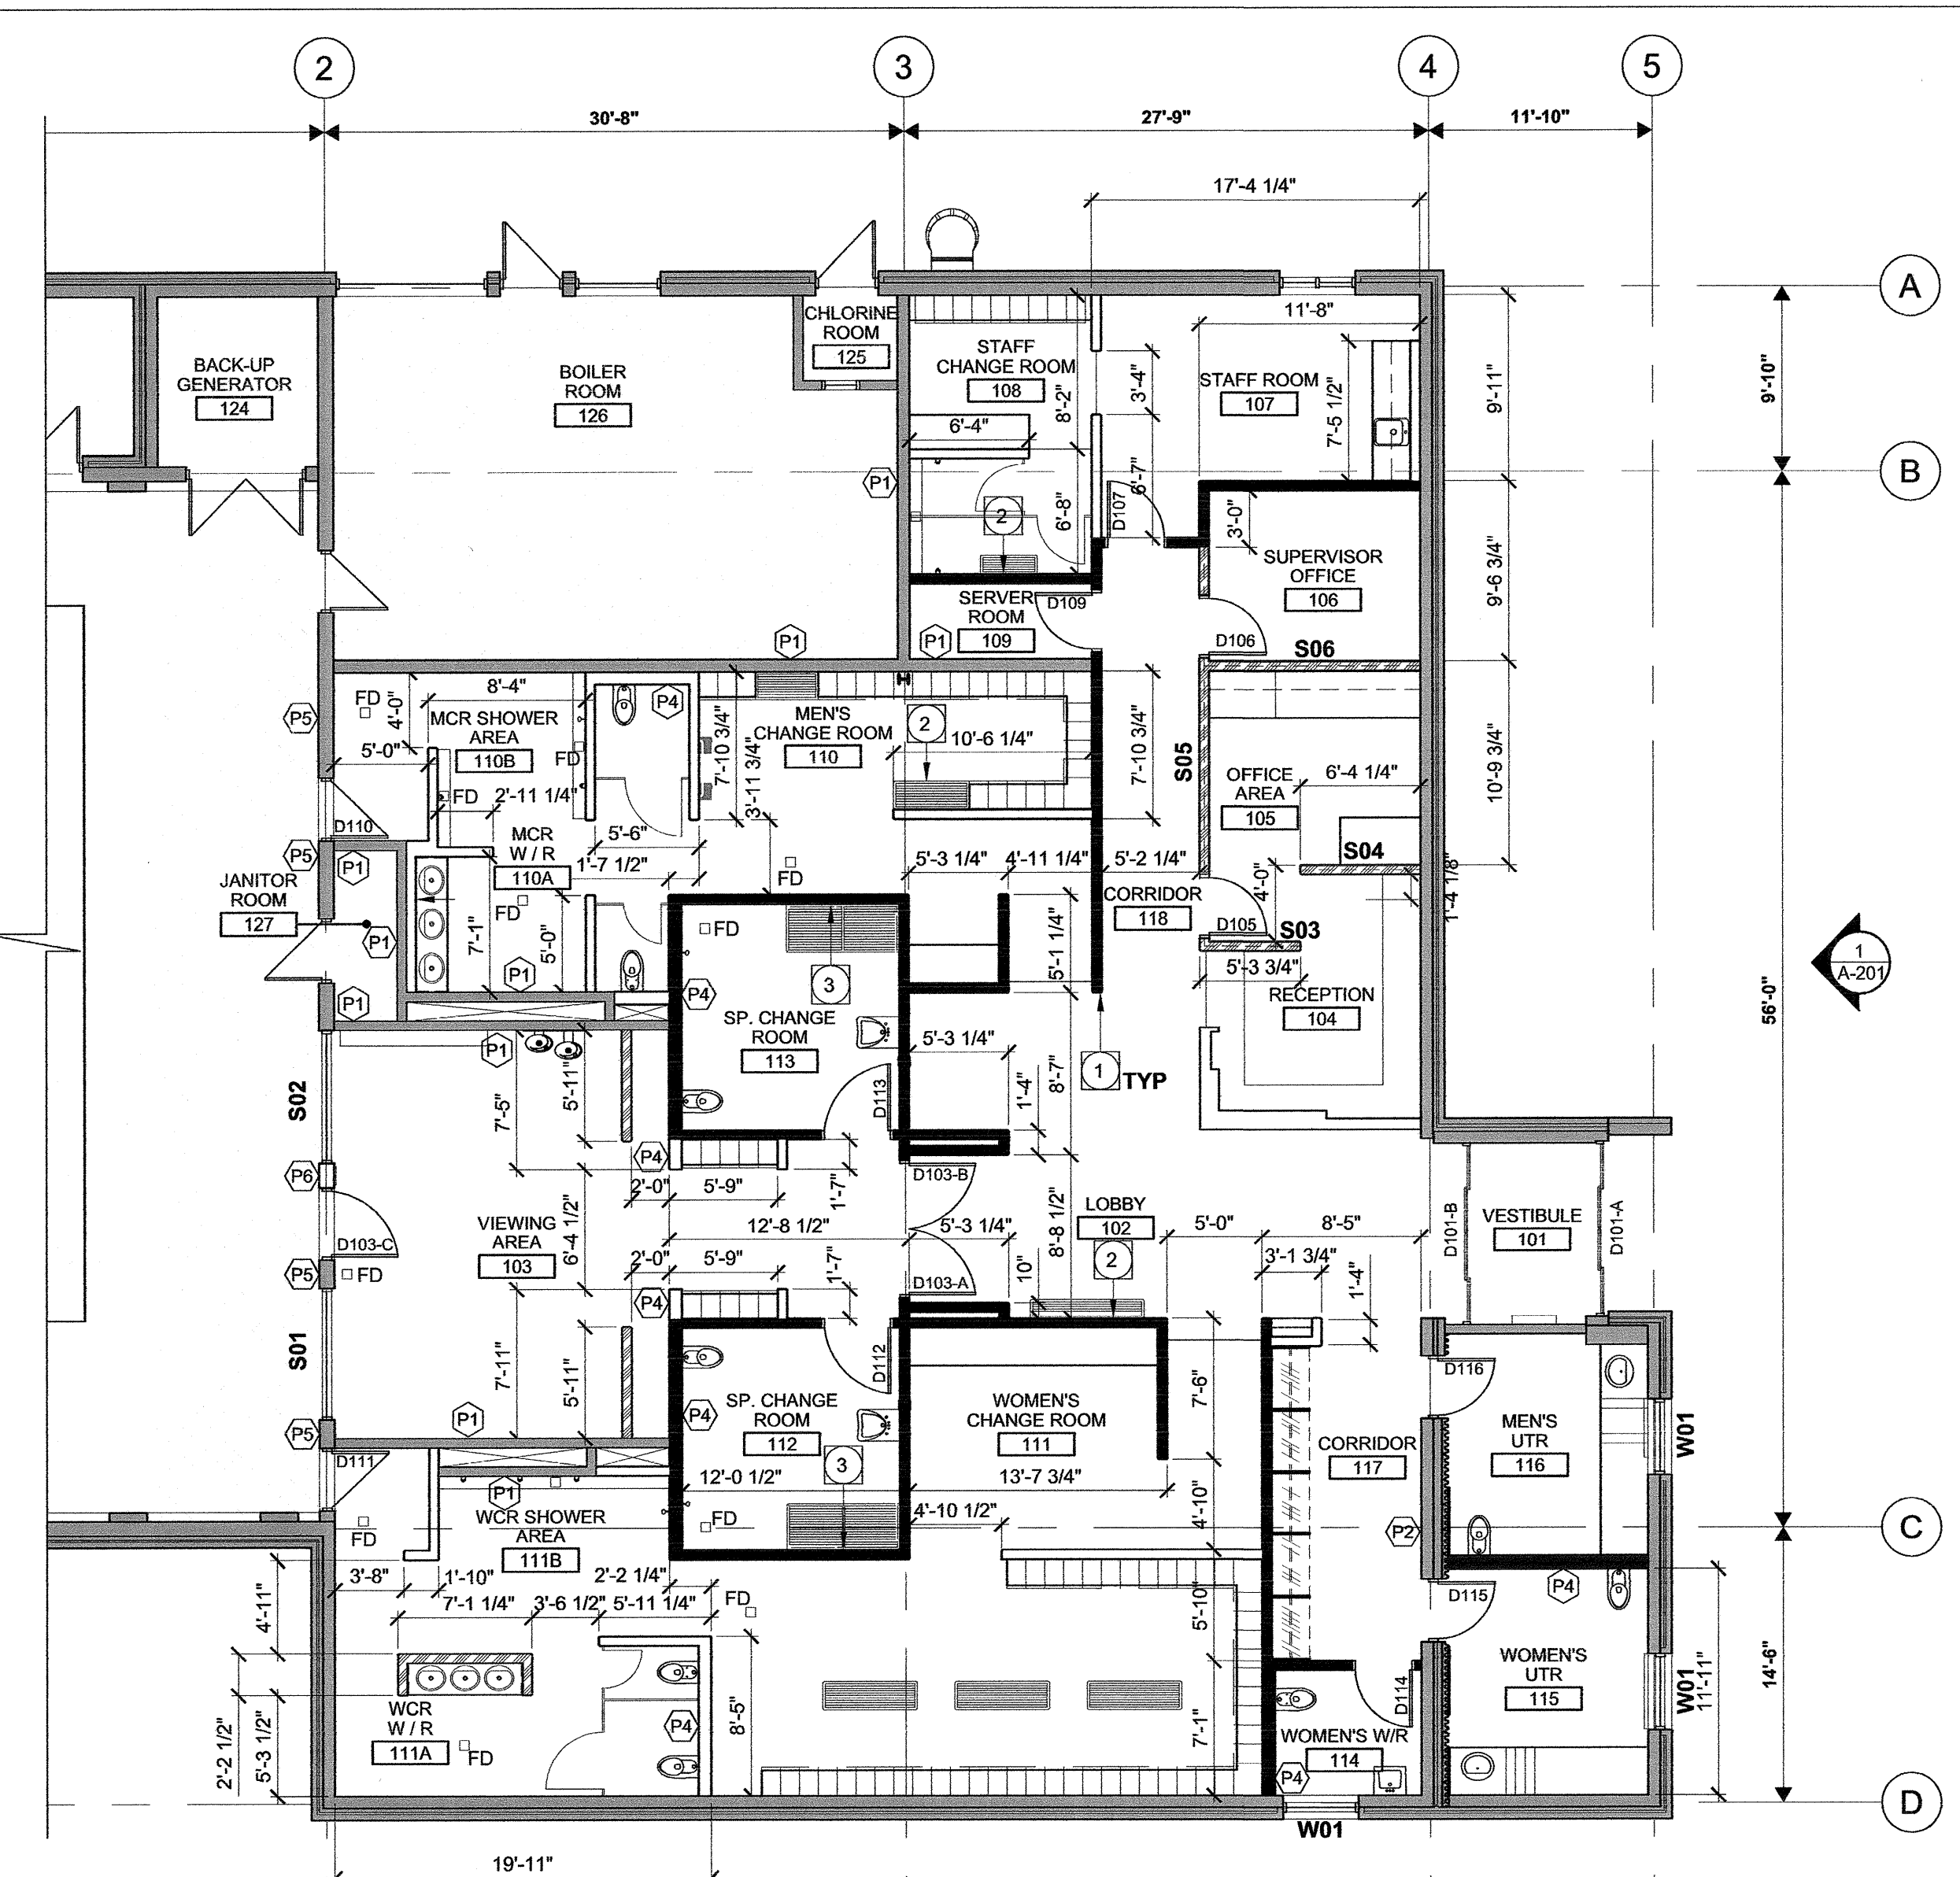 2
3
4
5
30'-8"
27'-9"
11'-10"
17'-4 1/4"
A
B
C
D
9'-10"
56'-0"
14'-6"
1
A-201
BACK-UP
GENERATOR
124
BOILER
ROOM
126
CHLORINE
ROOM
125
STAFF
CHANGE ROOM
108
8'-2"
6'-4"
3'-4"
11'-8"
STAFF ROOM
107
7'-5 1/2"
9'-11"
P1
2
6'-8"
6'-7"
D107
3'-0"
SUPERVISOR
OFFICE
106
9'-6 3/4"
SERVER
ROOM
109
D109
D106
S06
P1
P1
FD
4'-0"
8'-4"
P4
P5
MCR SHOWER
AREA
110B
FD
5'-0"
FD
2'-11 1/4"
7'-10 3/4"
3'-11 3/4"
MEN'S
CHANGE ROOM
110
2
10'-6 1/4"
7'-10 3/4"
S05
OFFICE
AREA
105
6'-4 1/4"
10'-9 3/4"
S04
D110
P5
P1
MCR
W / R
110A
5'-6"
1'-7 1/2"
FD
5'-3 1/4"
4'-11 1/4"
5'-2 1/4"
CORRIDOR
118
4'-0"
1'-4 1/8"
JANITOR
ROOM
127
P1
P1
FD
7'-1"
5'-0"
P1
FD
P4
3
SP. CHANGE
ROOM
113
D113
5'-1 1/4"
D105
S03
5'-3 3/4"
RECEPTION
104
5'-3 1/4"
1'-4"
8'-7"
1
TYP
S02
P1
7'-5"
5'-11"
P4
P6
2'-0"
5'-9"
1'-7"
D103-B
VIEWING
AREA
103
6'-4 1/2"
12'-8 1/2"
5'-3 1/4"
8'-8 1/2"
LOBBY
102
5'-0"
8'-5"
D101-B
VESTIBULE
101
D101-A
D103-C
P5
FD
2'-0"
5'-9"
1'-7"
D103-A
10"
2
3'-1 3/4"
1'-4"
P4
S01
7'-11"
5'-11"
P1
P5
D112
P4
SP. CHANGE
ROOM
112
3
12'-0 1/2"
WOMEN'S
CHANGE ROOM
111
13'-7 3/4"
7'-6"
D116
MEN'S
UTR
116
W01
CORRIDOR
117
P2
D111
P1
WCR SHOWER
AREA
111B
FD
FD
4'-10 1/2"
4'-10"
3'-8"
1'-10"
2'-2 1/4"
7'-1 1/4"
3'-6 1/2"
5'-11 1/4"
FD
4'-11"
5'-10"
D115
P4
WOMEN'S
UTR
115
W01
11'-11"
2'-2 1/2"
5'-3 1/2"
WCR
W / R
111A
FD
P4
8'-5"
7'-1"
D114
WOMEN'S W/R
114
P4
W01
19'-11"